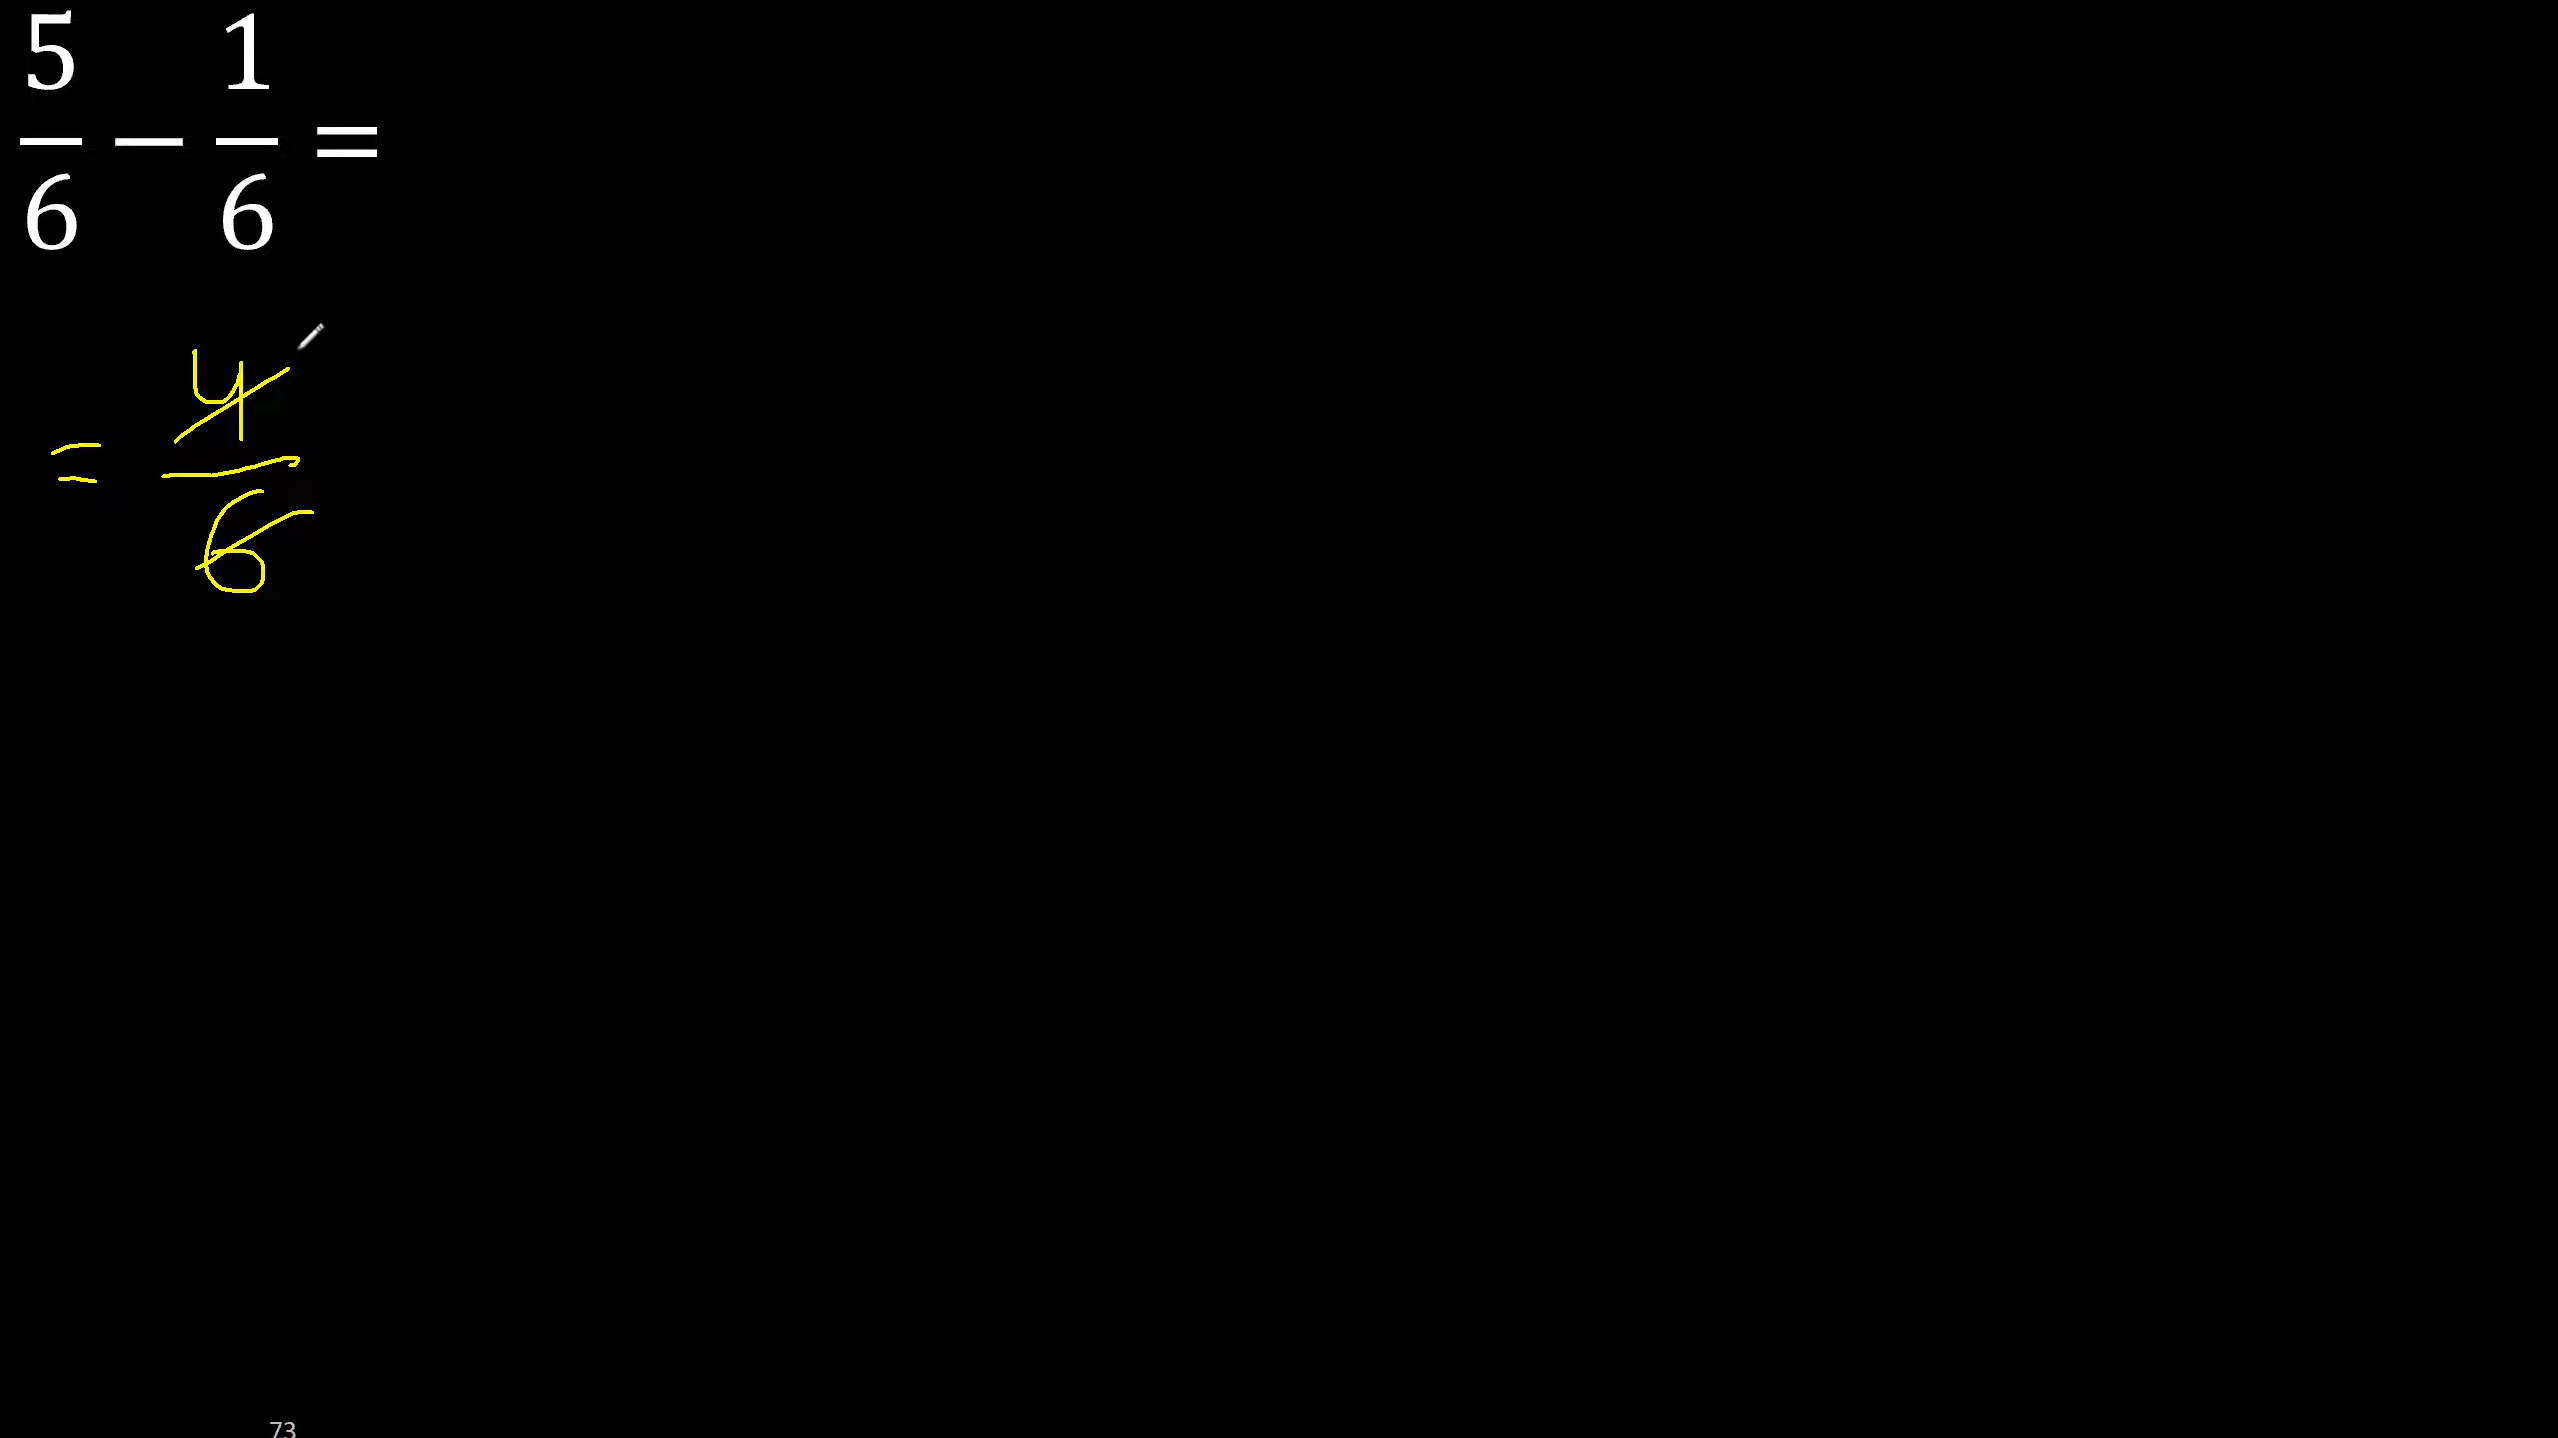 5/6 − 1/6 =
= 4/6
73